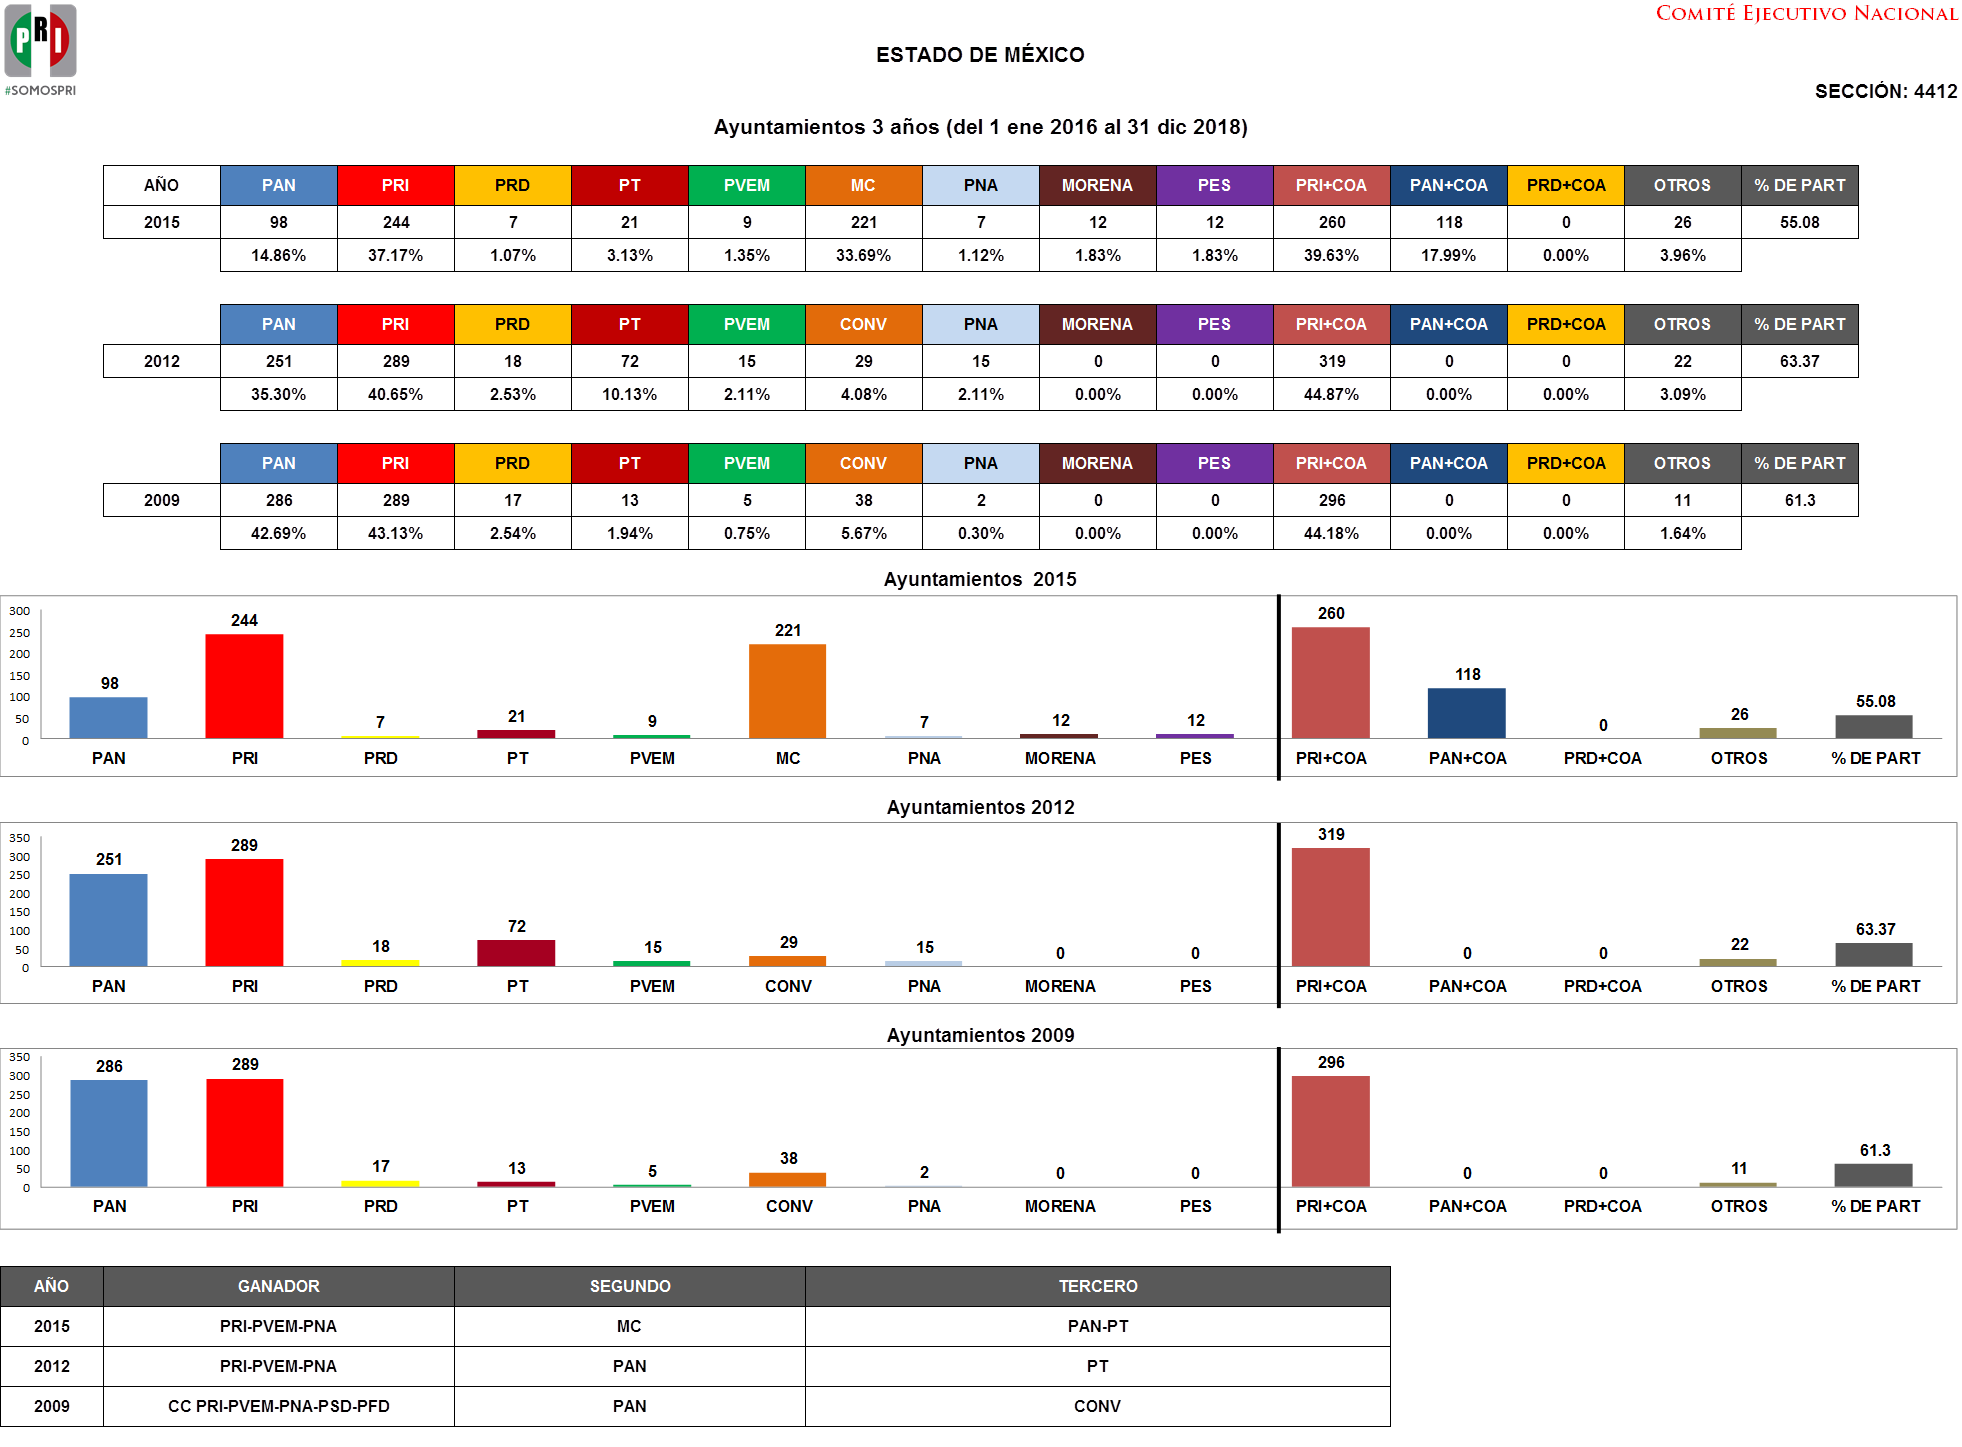 PRI
#SOMOSPRI
COMITÉ EJECUTIVO NACIONAL
ESTADO DE MÉXICO
SECCIÓN: 4412
Ayuntamientos 3 años (del 1 ene 2016 al 31 dic 2018)
AÑO PAN PRI PRD PT PVEM MC PNA MORENA PES PRI+COA PAN+COA PRD+COA OTROS % DE PART
2015 98 244 7 21 9 221 7 12 12 260 118 0 26 55.08
14.86% 37.17% 1.07% 3.13% 1.35% 33.69% 1.12% 1.83% 1.83% 39.63% 17.99% 0.00% 3.96%
PAN PRI PRD PT PVEM CONV PNA MORENA PES PRI+COA PAN+COA PRD+COA OTROS % DE PART
2012 251 289 18 72 15 29 15 0 0 319 0 0 22 63.37
35.30% 40.65% 2.53% 10.13% 2.11% 4.08% 2.11% 0.00% 0.00% 44.87% 0.00% 0.00% 3.09%
PAN PRI PRD PT PVEM CONV PNA MORENA PES PRI+COA PAN+COA PRD+COA OTROS % DE PART
2009 286 289 17 13 5 38 2 0 0 296 0 0 11 61.3
42.69% 43.13% 2.54% 1.94% 0.75% 5.67% 0.30% 0.00% 0.00% 44.18% 0.00% 0.00% 1.64%
Ayuntamientos 2015
300
250
200
150
100
50
0
98 244 7 21 9 221 7 12 12 260 118 0 26 55.08
PAN PRI PRD PT PVEM MC PNA MORENA PES PRI+COA PAN+COA PRD+COA OTROS % DE PART
Ayuntamientos 2012
350
300
250
200
150
100
50
0
251 289 18 72 15 29 15 0 0 319 0 0 22 63.37
PAN PRI PRD PT PVEM CONV PNA MORENA PES PRI+COA PAN+COA PRD+COA OTROS % DE PART
Ayuntamientos 2009
350
300
250
200
150
100
50
0
286 289 17 13 5 38 2 0 0 296 0 0 11 61.3
PAN PRI PRD PT PVEM CONV PNA MORENA PES PRI+COA PAN+COA PRD+COA OTROS % DE PART
AÑO GANADOR SEGUNDO TERCERO
2015 PRI-PVEM-PNA MC PAN-PT
2012 PRI-PVEM-PNA PAN PT
2009 CC PRI-PVEM-PNA-PSD-PFD PAN CONV